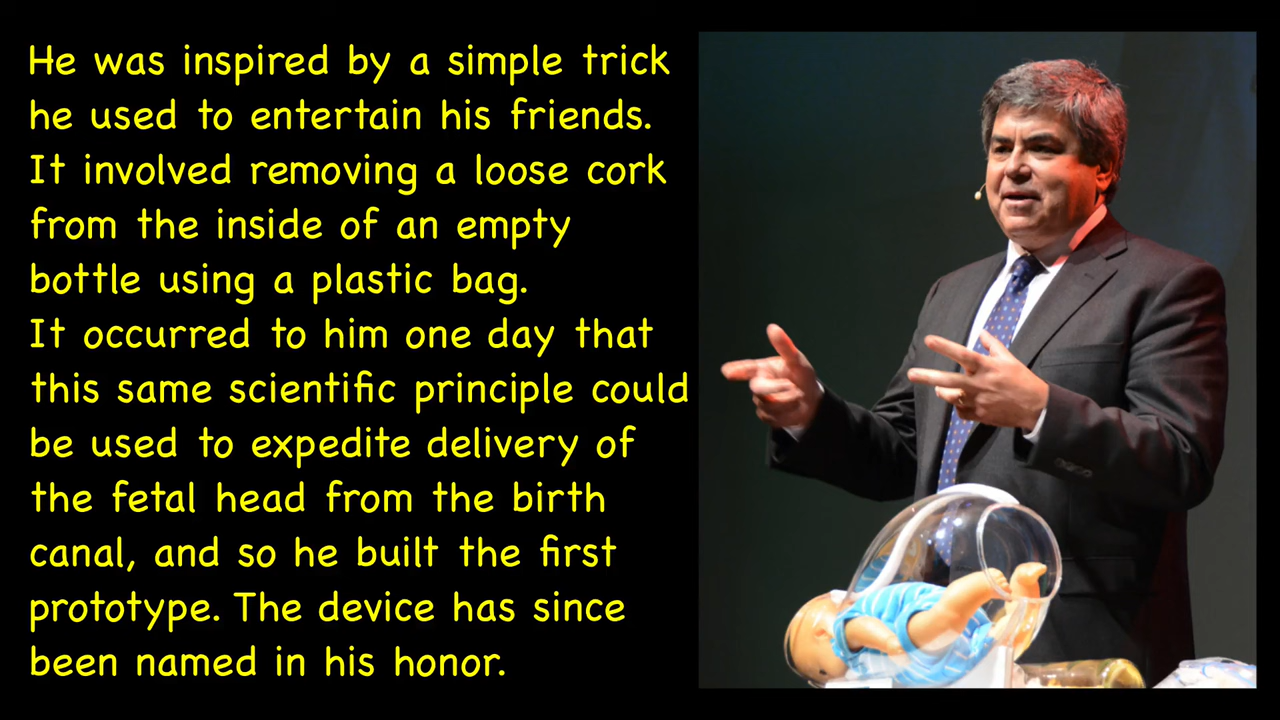 He was inspired by a simple trick
he used to entertain his friends.
It involved removing a loose cork
from the inside of an empty
bottle using a plastic bag.
It occurred to him one day that
this same scientific principle could
be used to expedite delivery of
the fetal head from the birth
canal, and so he built the first
prototype. The device has since
been named in his honor.